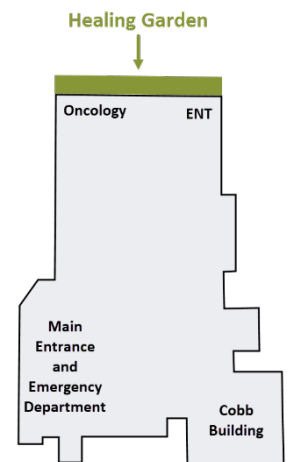 Healing Garden
Oncology
ENT
Main
Entrance
and
Emergency
Department
Cobb
Building